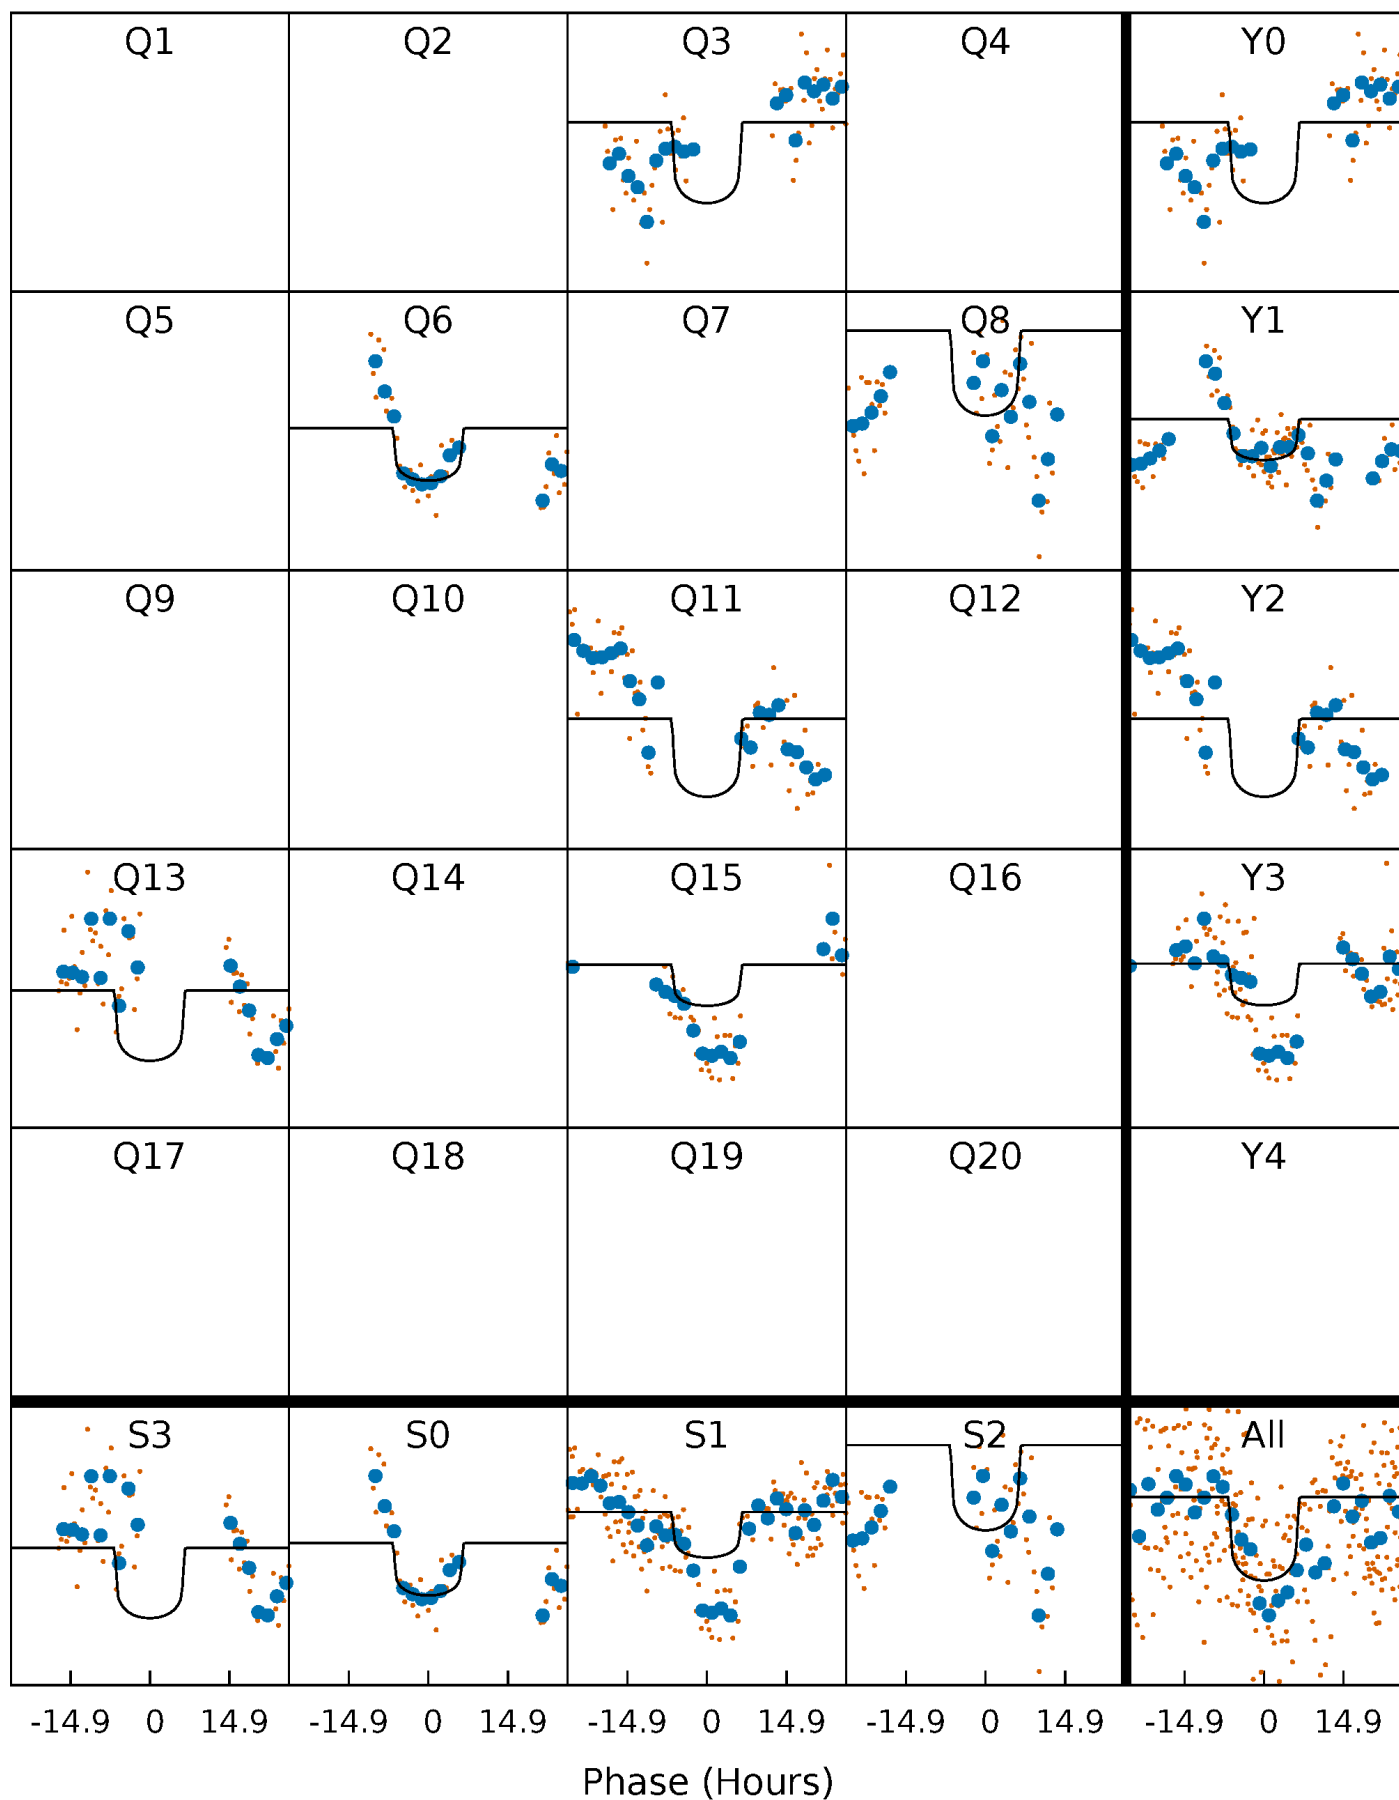 Q1 Q2 Q3 Q4 Y0
Q5 Q6 Q7 Q8 Y1
Q9 Q10 Q11 Q12 Y2
Q13 Q14 Q15 Q16 Y3
Q17 Q18 Q19 Q20 Y4
S3 S0 S1 S2 All
-14.9 0 14.9 -14.9 0 14.9 -14.9 0 14.9 -14.9 0 14.9 -14.9 0 14.9
Phase (Hours)